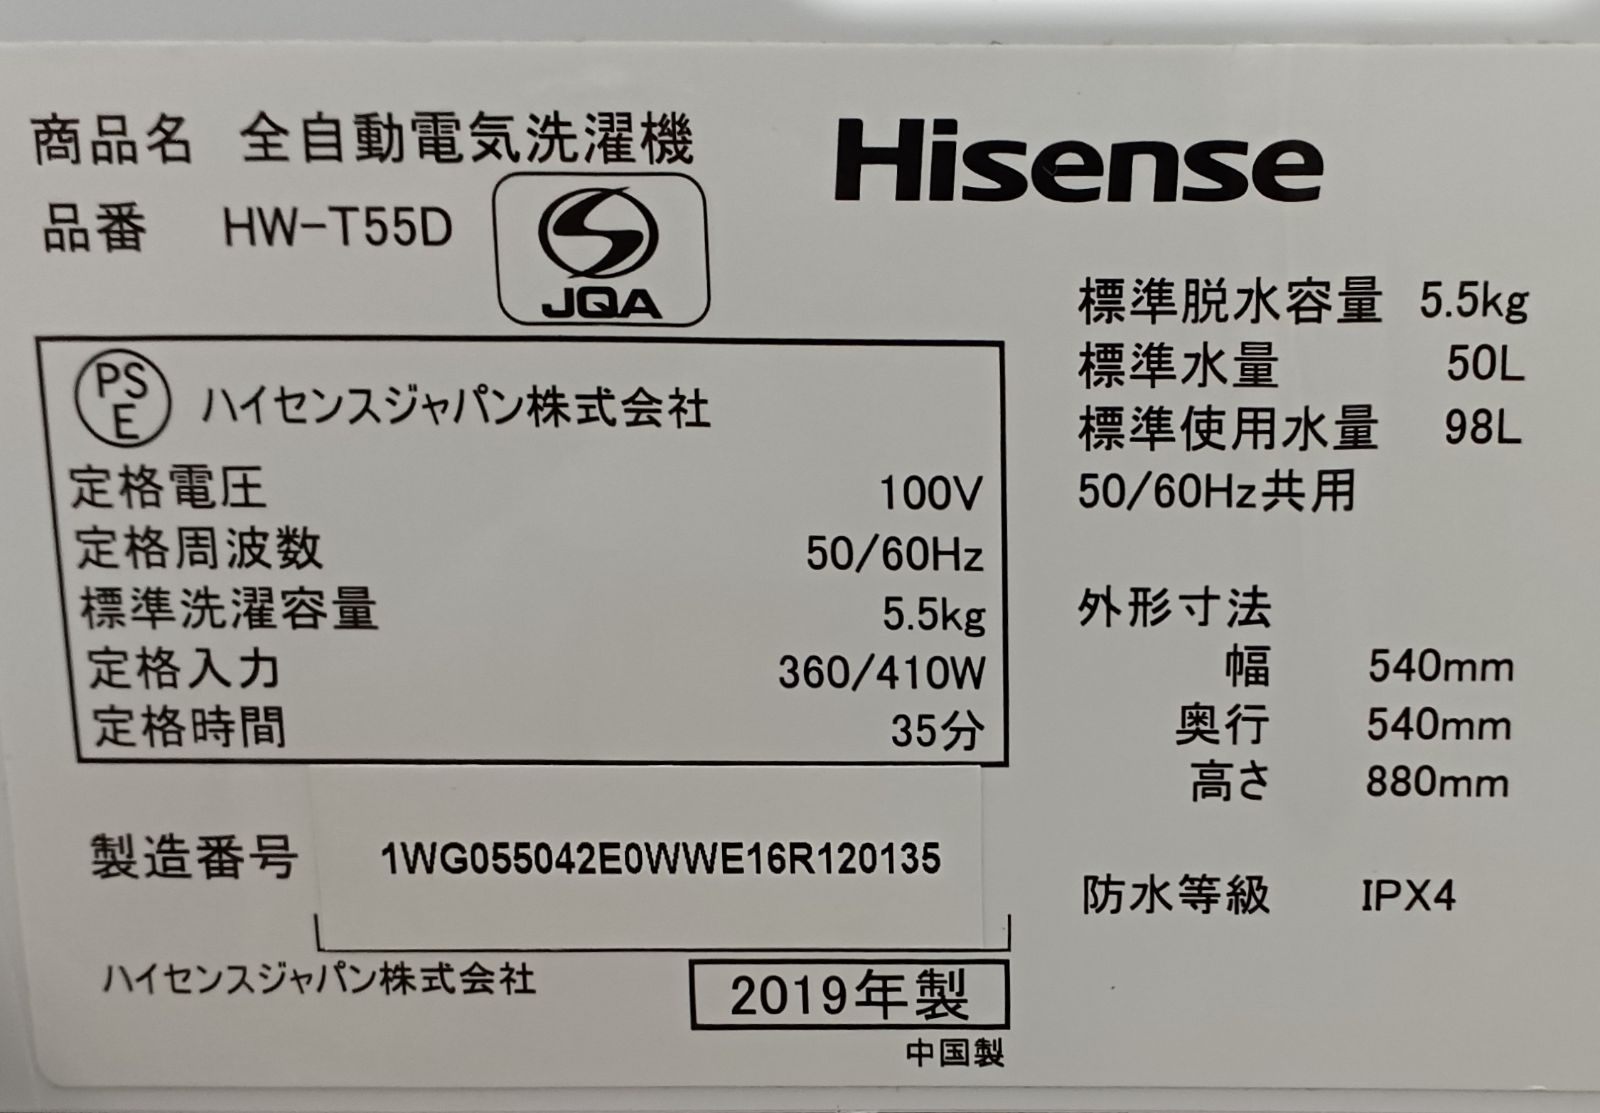 商品名 全自動電気洗濯機
品番 HW-T55D
JQA
Hisense
PS
E
ハイセンスジャパン株式会社
定格電圧 100V
定格周波数 50/60Hz
標準洗濯容量 5.5kg
定格入力 360/410W
定格時間 35分
製造番号 1WG055042E0WWE16R120135
ハイセンスジャパン株式会社
2019年製
中国製
標準脱水容量 5.5kg
標準水量 50L
標準使用水量 98L
50/60Hz共用
外形寸法
幅 540mm
奥行 540mm
高さ 880mm
防水等級 IPX4